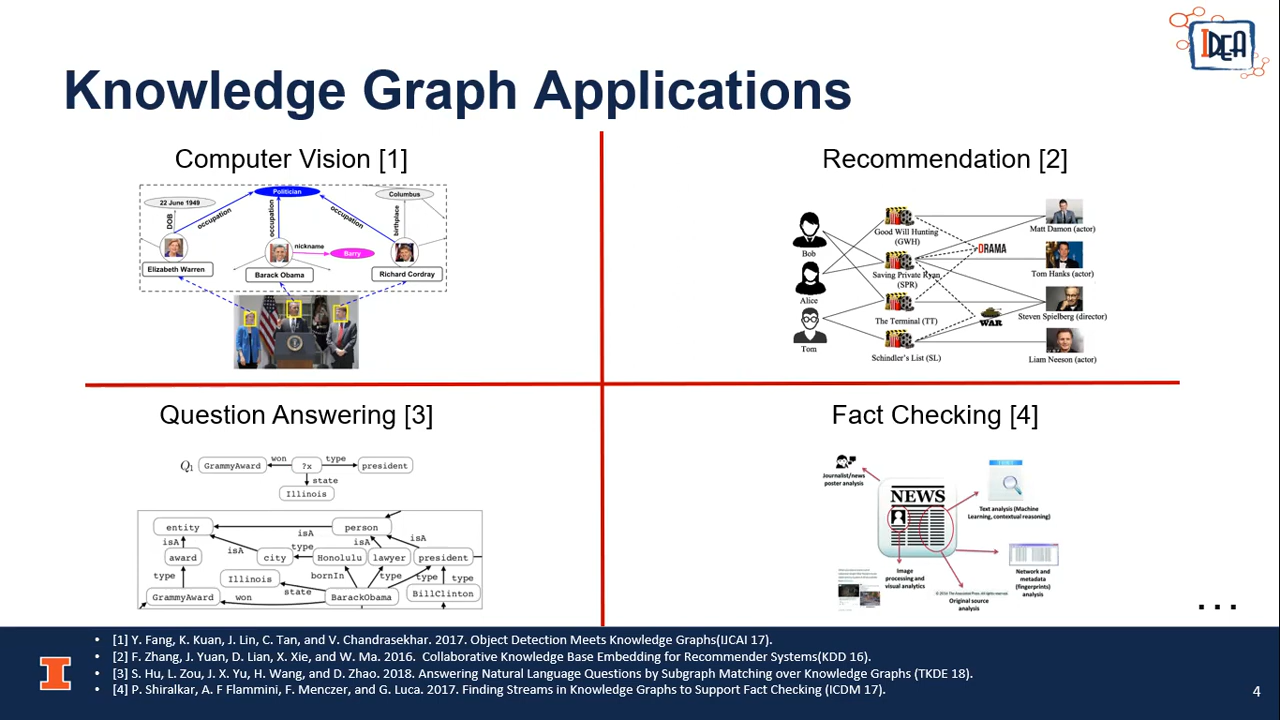 IDEA
Knowledge Graph Applications
Computer Vision [1]
Politician
Columbus
22 June 1949
DOB
occupation
occupation
occupation
birthplace
nickname
Barry
Elizabeth Warren
Barack Obama
Richard Cordray
Recommendation [2]
Bob
Alice
Tom
Good Will Hunting
(GWH)
Saving Private Ryan
(SPR)
The Terminal (TT)
Schindler's List (SL)
DRAMA
WAR
Matt Damon (actor)
Tom Hanks (actor)
Steven Spielberg (director)
Liam Neeson (actor)
Question Answering [3]
Q1 GrammyAward won ?x type president
state
Illinois
entity isA person
isA isA isA isA
award city type Honolulu lawyer president
type Illinois bornIn type type type
GrammyAward won state BarackObama BillClinton
Fact Checking [4]
Journalist/news
poster analysis
NEWS
Text analysis (Machine
Learning, contextual reasoning)
Image
processing and
visual analytics
Network and
metadata
(fingerprints)
analysis
Original source
analysis
...
• [1] Y. Fang, K. Kuan, J. Lin, C. Tan, and V. Chandrasekhar. 2017. Object Detection Meets Knowledge Graphs(IJCAI 17).
• [2] F. Zhang, J. Yuan, D. Lian, X. Xie, and W. Ma. 2016. Collaborative Knowledge Base Embedding for Recommender Systems(KDD 16).
• [3] S. Hu, L. Zou, J. X. Yu, H. Wang, and D. Zhao. 2018. Answering Natural Language Questions by Subgraph Matching over Knowledge Graphs (TKDE 18).
• [4] P. Shiralkar, A. F Flammini, F. Menczer, and G. Luca. 2017. Finding Streams in Knowledge Graphs to Support Fact Checking (ICDM 17).
I
4